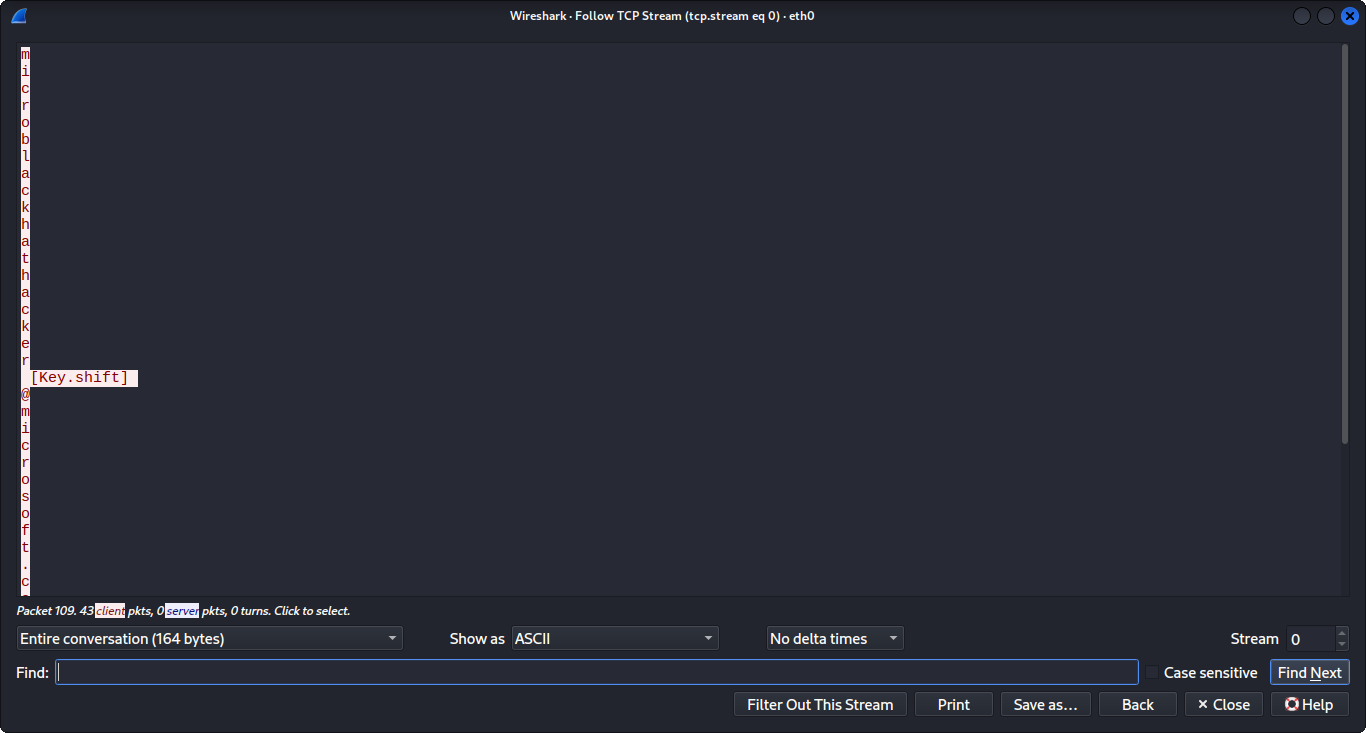 Wireshark · Follow TCP Stream (tcp.stream eq 0) · eth0
m
i
c
r
o
b
l
a
c
k
h
a
t
h
a
c
k
e
r
[Key.shift]
@
m
i
c
r
o
s
o
f
t
.
c
Packet 109. 43 client pkts, 0 server pkts, 0 turns. Click to select.
Entire conversation (164 bytes) Show as ASCII No delta times Stream 0
Find: Case sensitive Find Next
Filter Out This Stream Print Save as… Back × Close Help